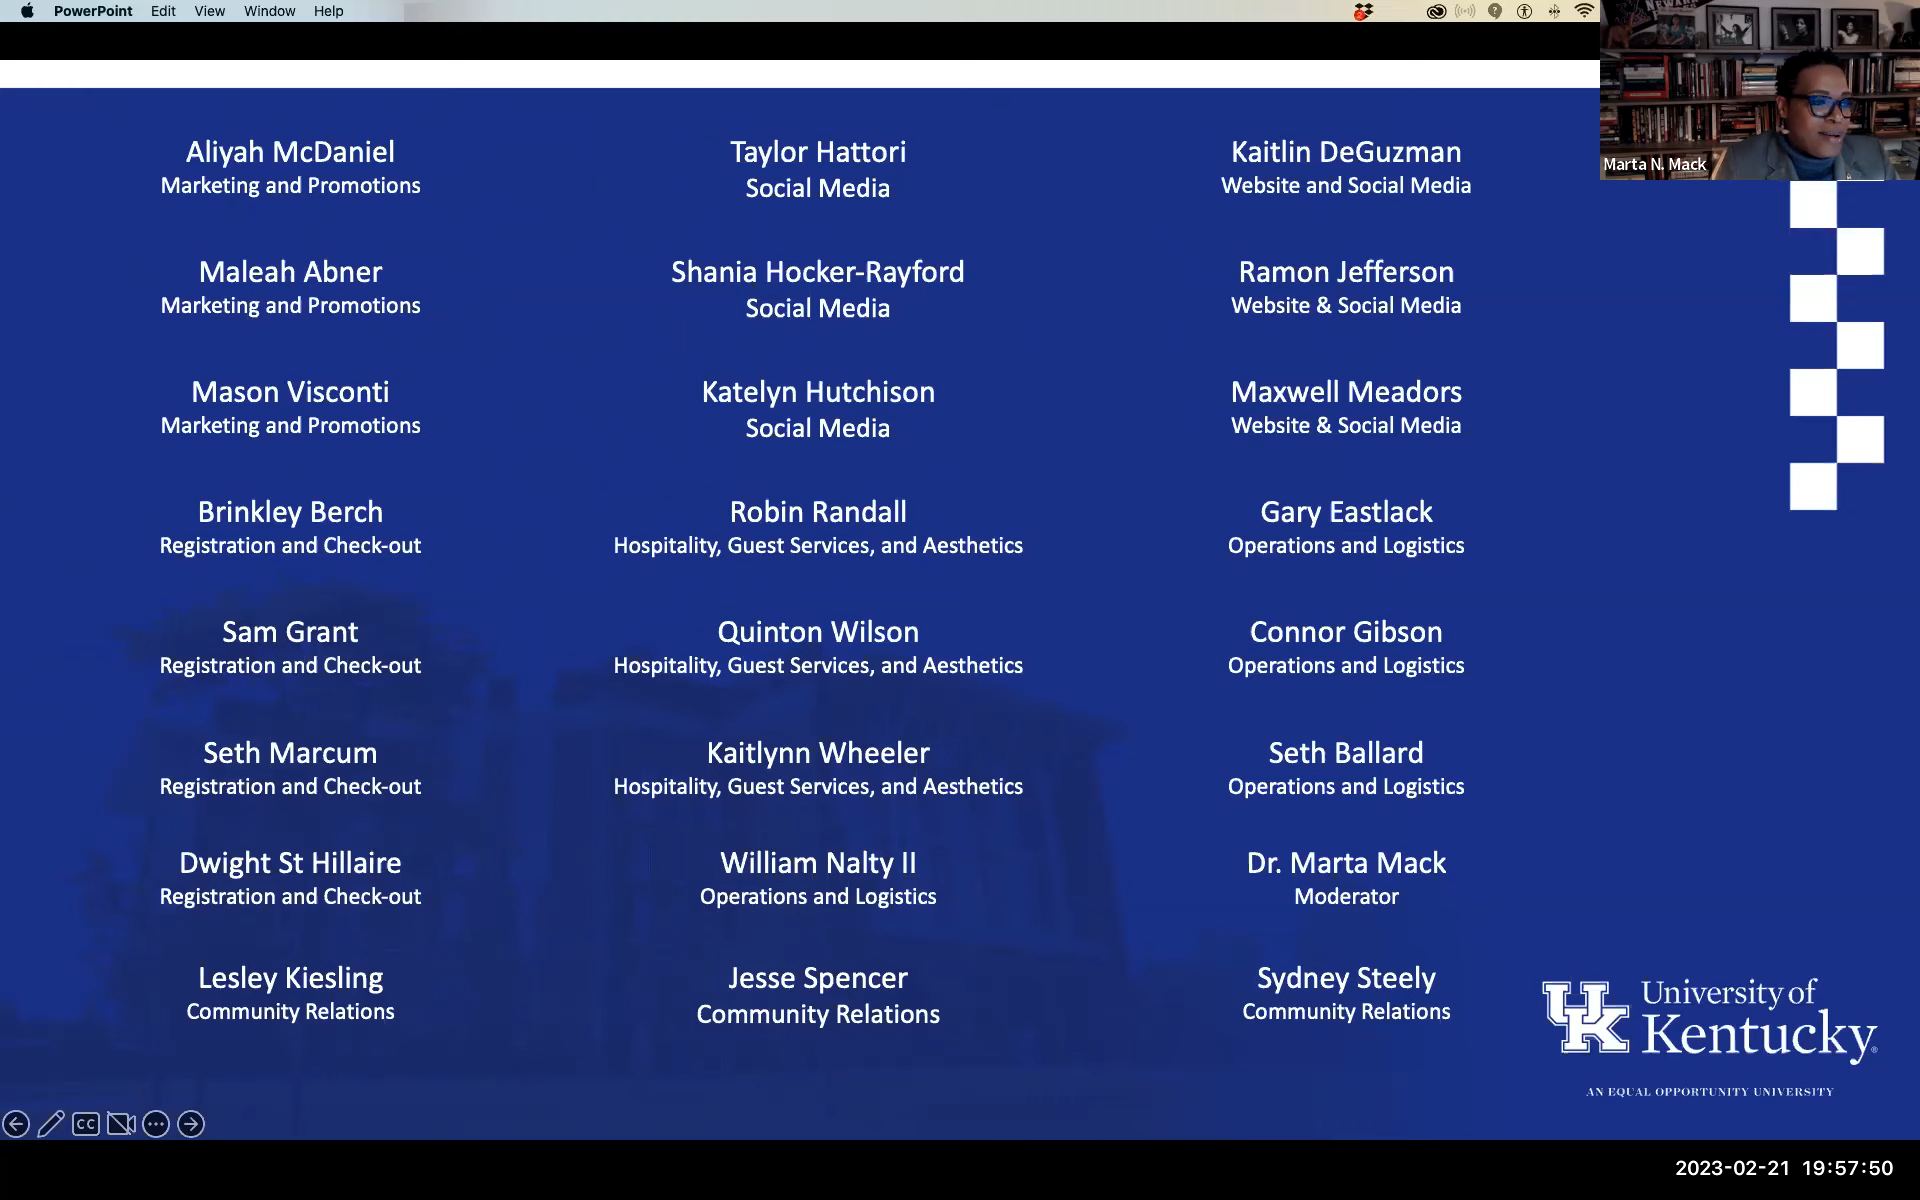 PowerPoint Edit View Window Help
Marta N. Mack
Aliyah McDaniel
Marketing and Promotions
Taylor Hattori
Social Media
Kaitlin DeGuzman
Website and Social Media
Maleah Abner
Marketing and Promotions
Shania Hocker-Rayford
Social Media
Ramon Jefferson
Website & Social Media
Mason Visconti
Marketing and Promotions
Katelyn Hutchison
Social Media
Maxwell Meadors
Website & Social Media
Brinkley Berch
Registration and Check-out
Robin Randall
Hospitality, Guest Services, and Aesthetics
Gary Eastlack
Operations and Logistics
Sam Grant
Registration and Check-out
Quinton Wilson
Hospitality, Guest Services, and Aesthetics
Connor Gibson
Operations and Logistics
Seth Marcum
Registration and Check-out
Kaitlynn Wheeler
Hospitality, Guest Services, and Aesthetics
Seth Ballard
Operations and Logistics
Dwight St Hillaire
Registration and Check-out
William Nalty II
Operations and Logistics
Dr. Marta Mack
Moderator
Lesley Kiesling
Community Relations
Jesse Spencer
Community Relations
Sydney Steely
Community Relations
UK University of
Kentucky®
AN EQUAL OPPORTUNITY UNIVERSITY
CC
2023-02-21 19:57:50